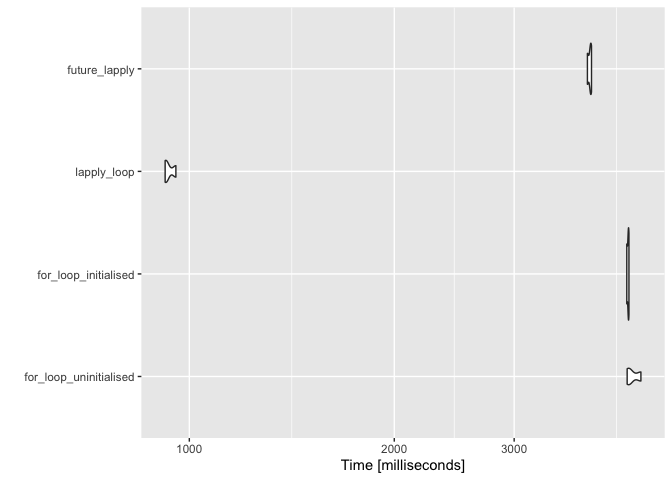 future_lapply
lapply_loop
for_loop_initialised
for_loop_uninitialised
1000 2000 3000
Time [milliseconds]